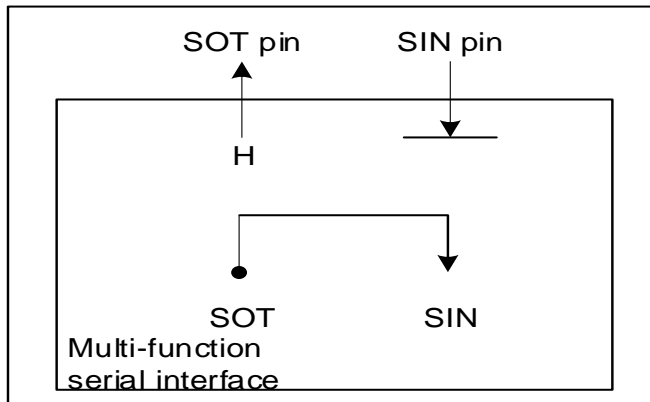 SOT pin SIN pin
H
SOT SIN
Multi-function
serial interface